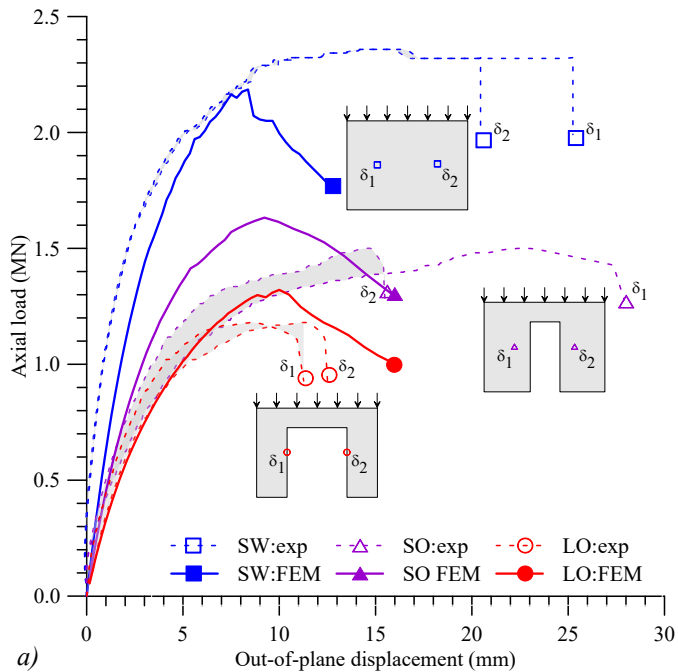 2.5
2.0
1.5
1.0
0.5
0.0
Axial load (MN)
δ2
δ1
δ1
δ2
δ2
δ1
δ1
δ2
δ1
δ2
δ1
δ2
SW:exp SO:exp LO:exp
SW:FEM SO FEM LO:FEM
0 5 10 15 20 25 30
a) Out-of-plane displacement (mm)